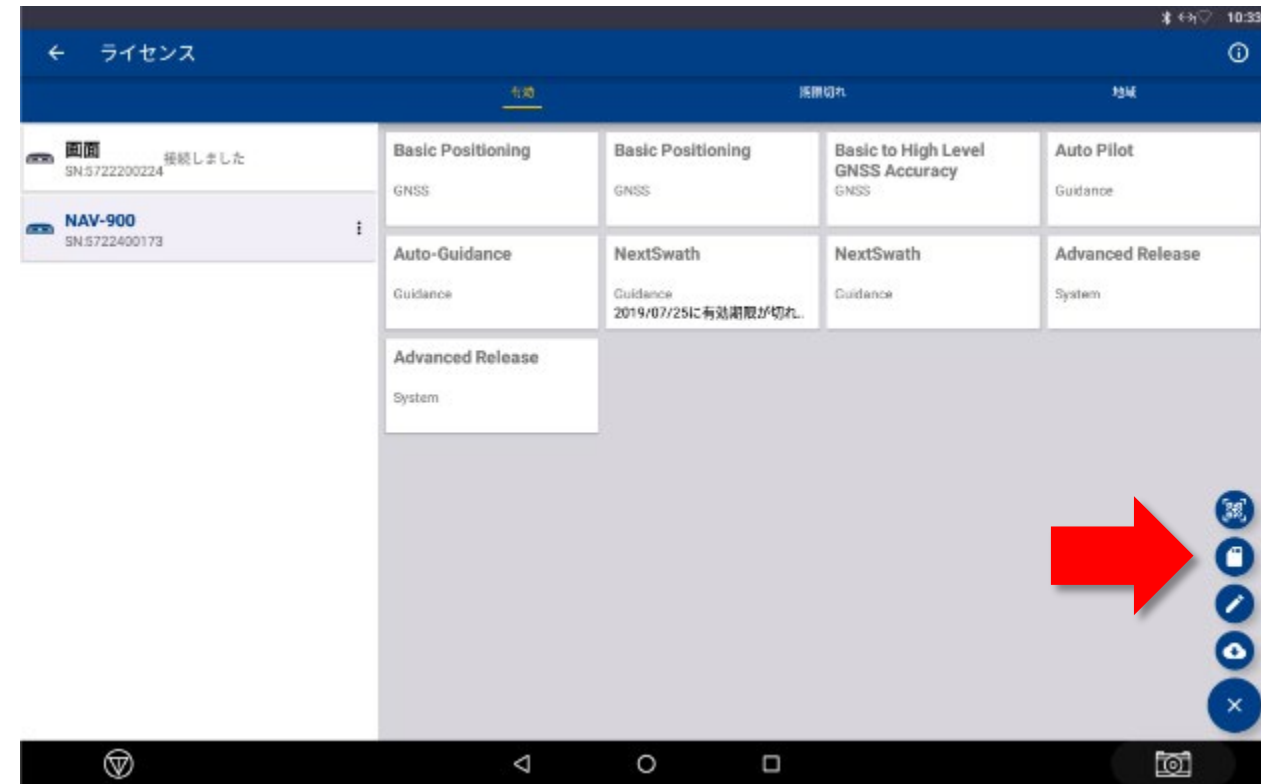 10:33
ライセンス
有効
期限切れ
地域
画面
接続しました
SN:5722200224
NAV-900
SN:5722400173
Basic Positioning
GNSS
Basic Positioning
GNSS
Basic to High Level
GNSS Accuracy
GNSS
Auto Pilot
Guidance
Auto-Guidance
Guidance
NextSwath
Guidance
2019/07/25に有効期限が切れ..
NextSwath
Guidance
Advanced Release
System
Advanced Release
System